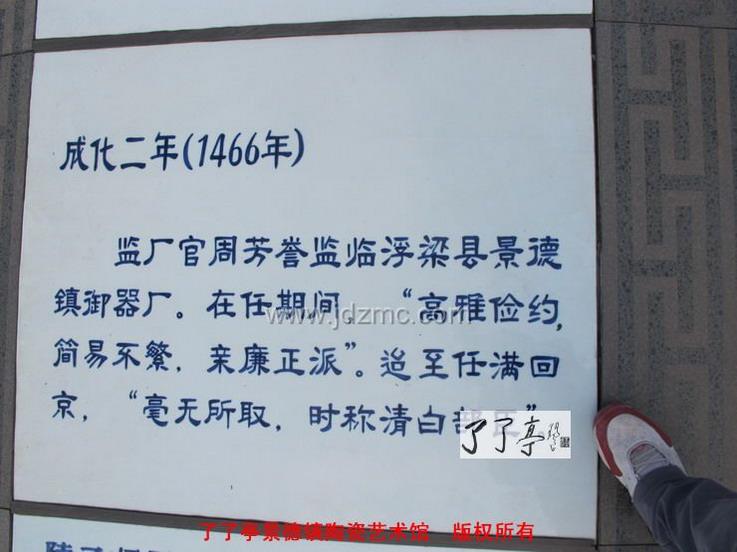 成化二年(1466年)
监厂官周芳誉监临浮梁县景德
镇御器厂。在任期间，“高雅俭约，
简易不繁，亲廉正派”。迨至任满回
京，“毫无所取，时称清白部臣”。
www.jdzmc.com
了了亭
了了亭景德镇陶瓷艺术馆 版权所有